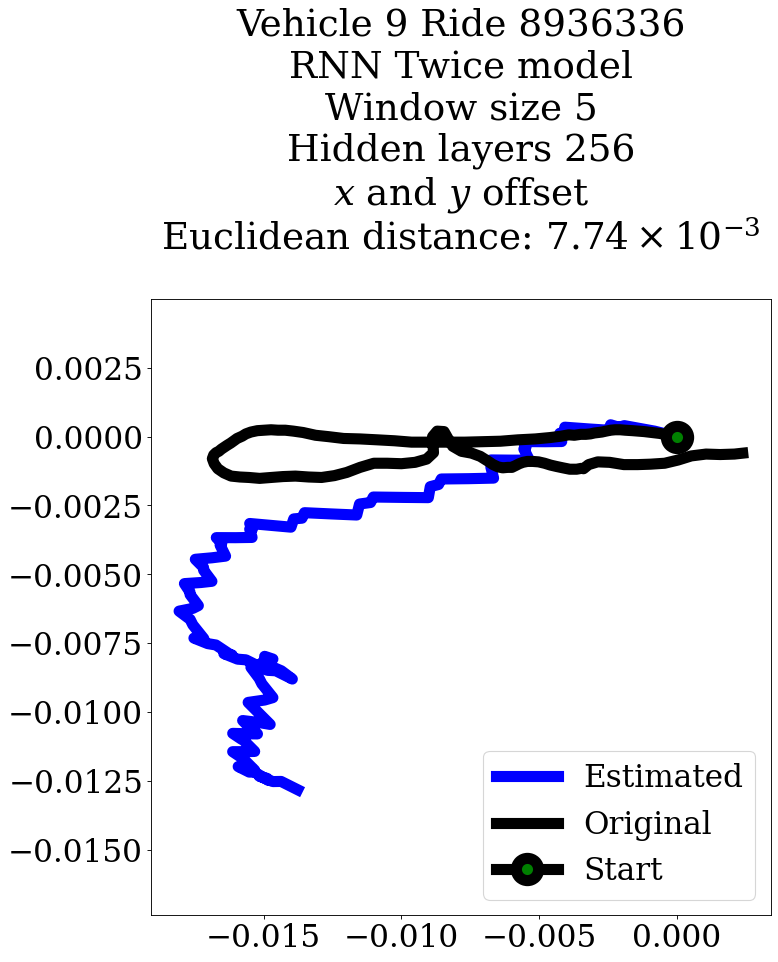 Vehicle 9 Ride 8936336
RNN Twice model
Window size 5
Hidden layers 256
x and y offset
Euclidean distance: 7.74 × 10⁻³
0.0025
0.0000
−0.0025
−0.0050
−0.0075
−0.0100
−0.0125
−0.0150
Estimated
Original
Start
−0.015 −0.010 −0.005 0.000